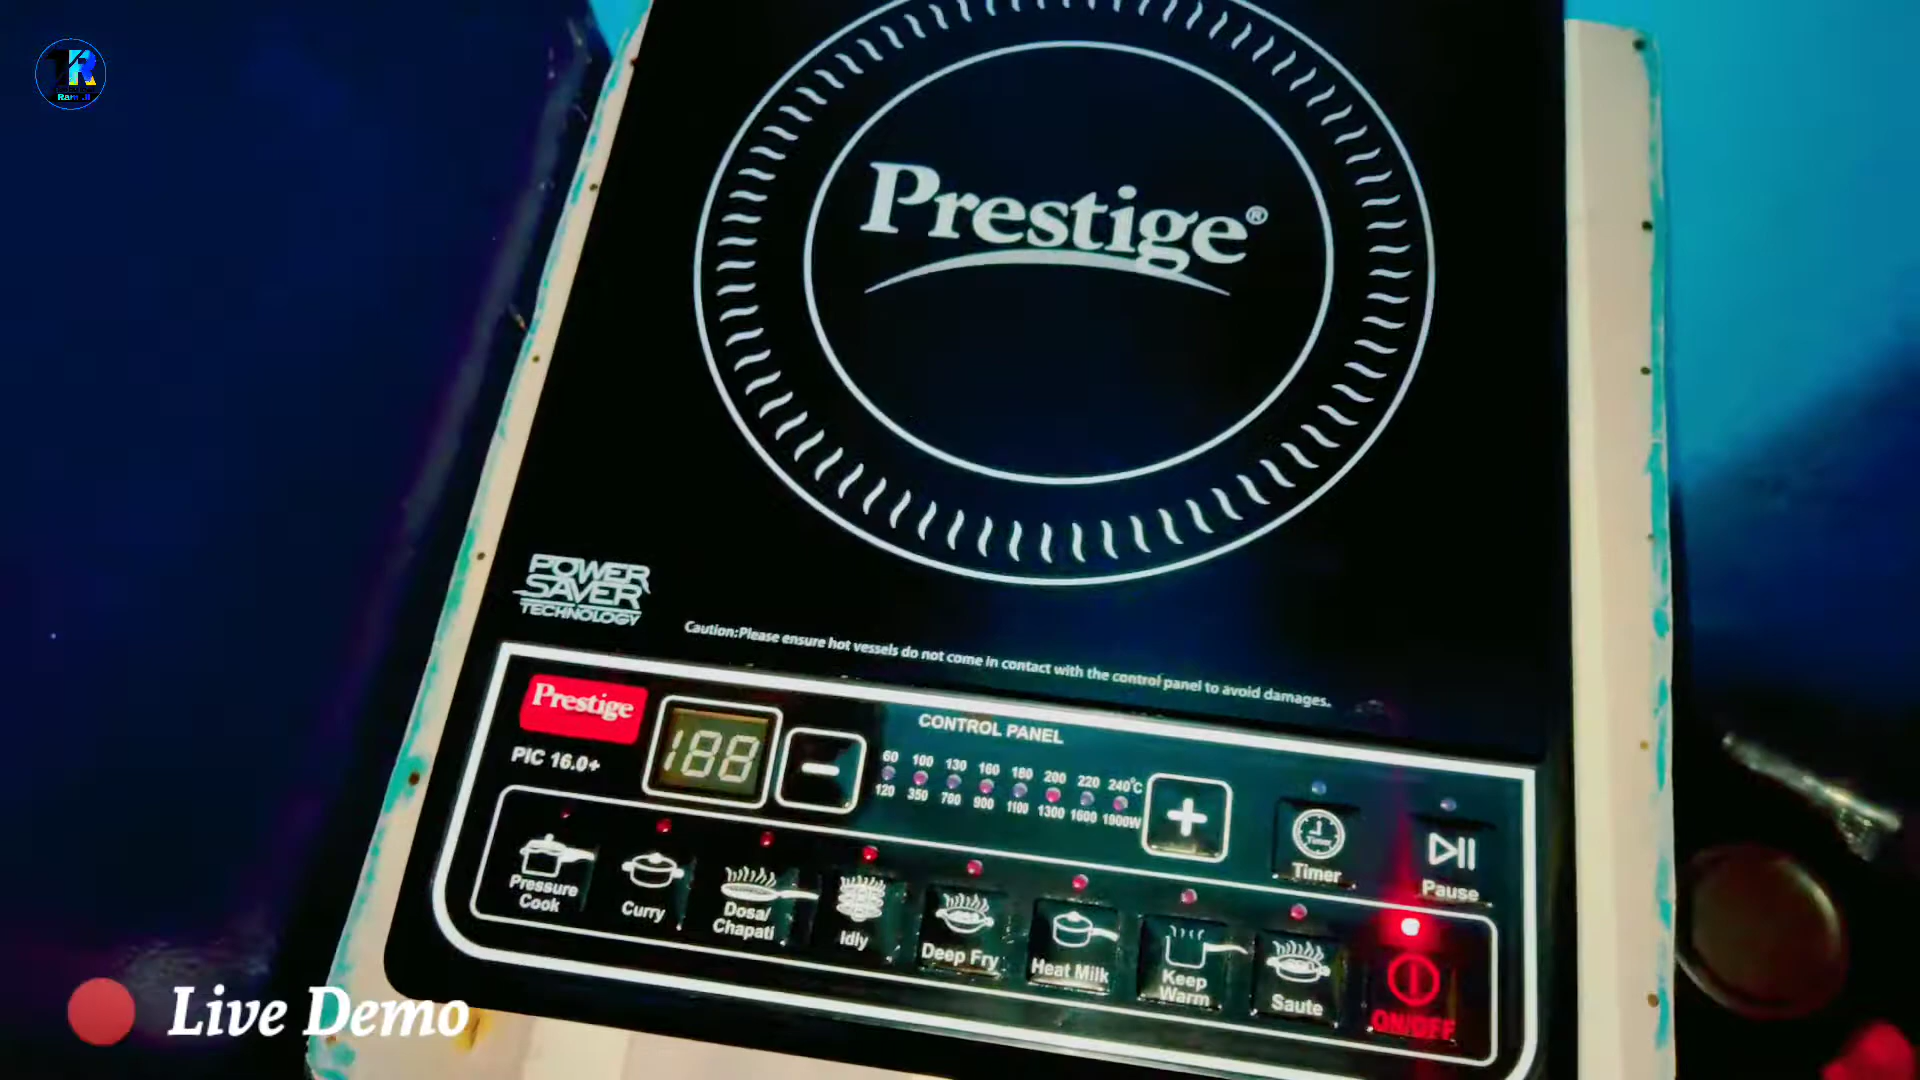 R
Prestige®
POWER
SAVER
TECHNOLOGY
Caution:Please ensure hot vessels do not come in contact with the control panel to avoid damages.
Prestige
PIC 16.0+
188
CONTROL PANEL
60 100 130 160 180 200 220 240°C
120 350 700 900 1100 1300 1600 1900W
Timer
Pause
Pressure
Cook
Curry
Dosa/
Chapati
Idly
Deep Fry
Heat Milk
Keep
Warm
Saute
ON/OFF
Live Demo